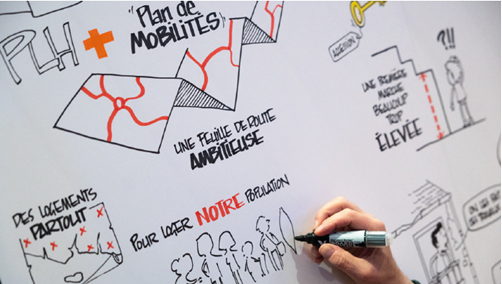 PLH +
"Plan de
MOBILITÉS"
UNE FEUILLE DE ROUTE
AMBITIEUSE
!!?
UNE PREMIÈRE
MARCHE
BEAUCOUP
TROP
ÉLEVÉE
DES LOGEMENTS
PARTOUT
POUR LOGER NOTRE POPULATION